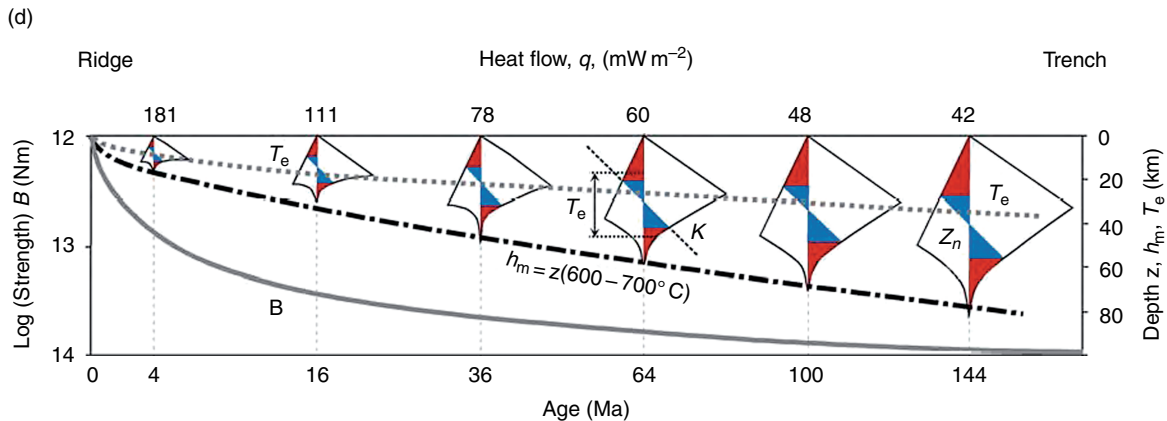 (d)
Ridge Heat flow, q, (mW m−2) Trench
181 111 78 60 48 42
12 0
Te
20
Te Te
K Zn
13 40
hm = z(600 – 700° C)
60
B
80
14
0 4 16 36 64 100 144
Age (Ma)
Log (Strength) B (Nm)
Depth z, hm, Te (km)